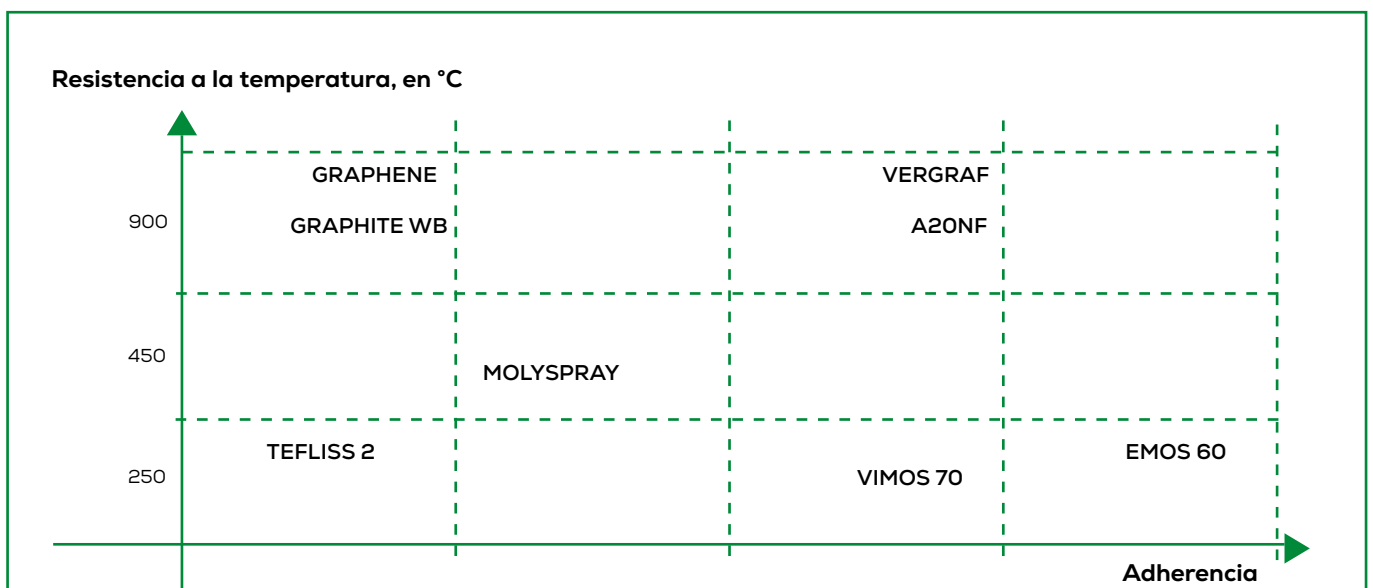 Resistencia a la temperatura, en °C
GRAPHENE
VERGRAF
900
GRAPHITE WB
A20NF
450
MOLYSPRAY
TEFLISS 2
EMOS 60
250
VIMOS 70
Adherencia